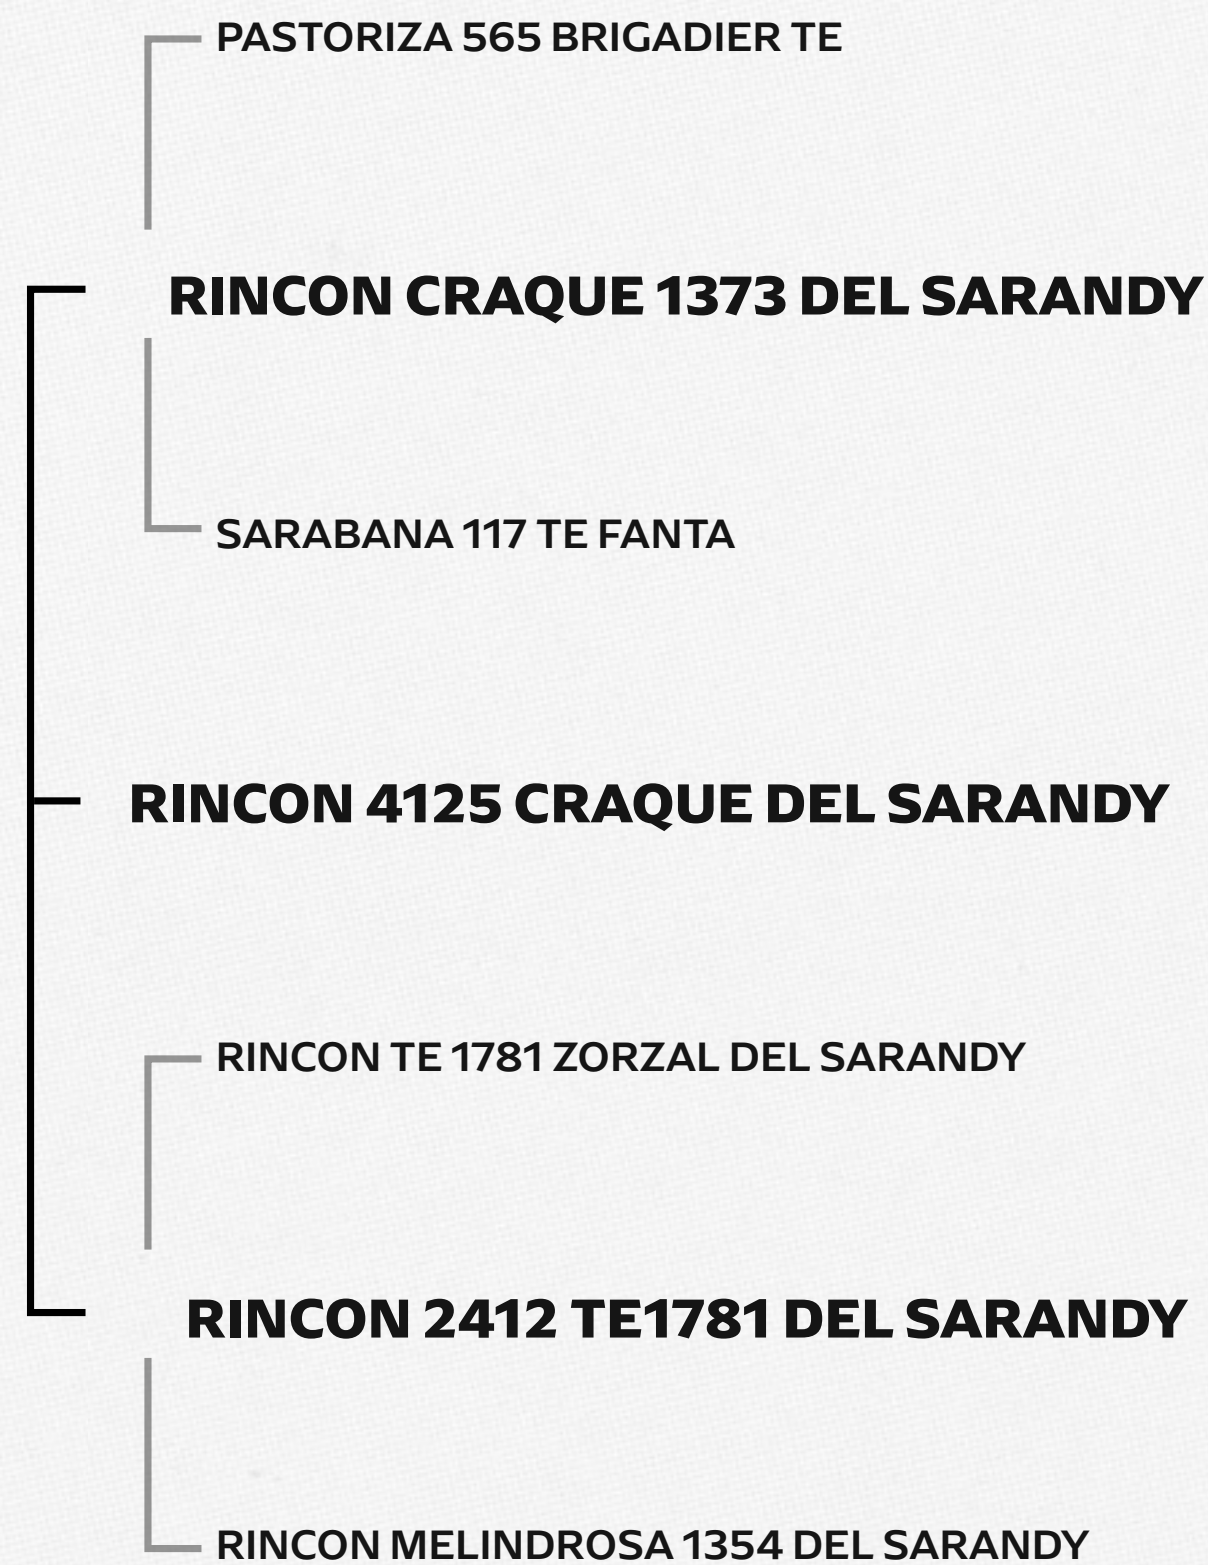 PASTORIZA 565 BRIGADIER TE
RINCON CRAQUE 1373 DEL SARANDY
SARABANA 117 TE FANTA
RINCON 4125 CRAQUE DEL SARANDY
RINCON TE 1781 ZORZAL DEL SARANDY
RINCON 2412 TE1781 DEL SARANDY
RINCON MELINDROSA 1354 DEL SARANDY